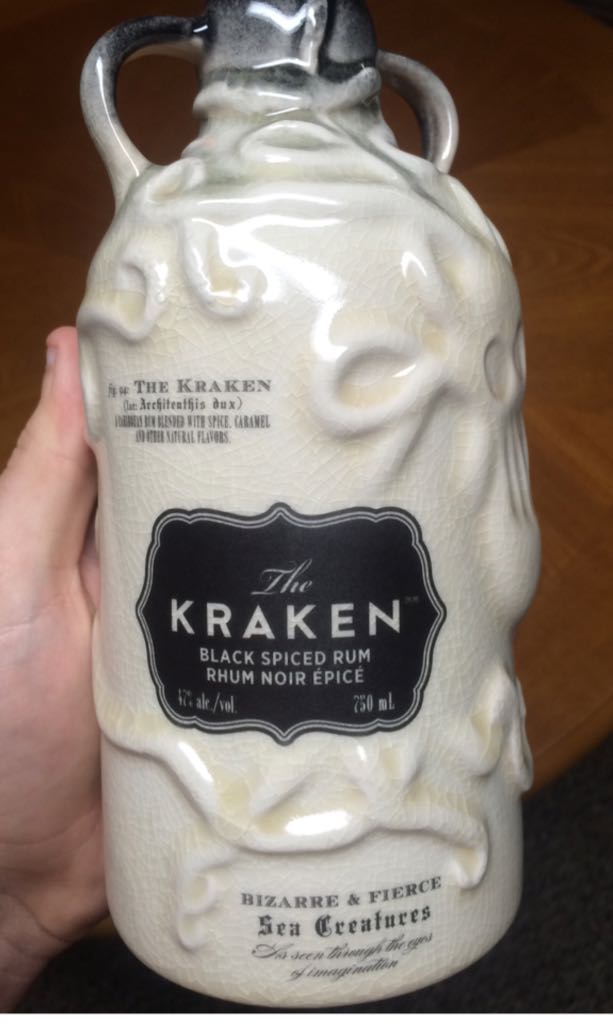 fig. 94: THE KRAKEN
(lat: Architeuthis dux)
A CARIBBEAN RUM BLENDED WITH SPICE, CARAMEL
AND OTHER NATURAL FLAVORS.
The
KRAKEN™
BLACK SPICED RUM
RHUM NOIR ÉPICÉ
47% alc./vol. 750 mL
BIZARRE & FIERCE
Sea Creatures
As seen through the eyes
of imagination